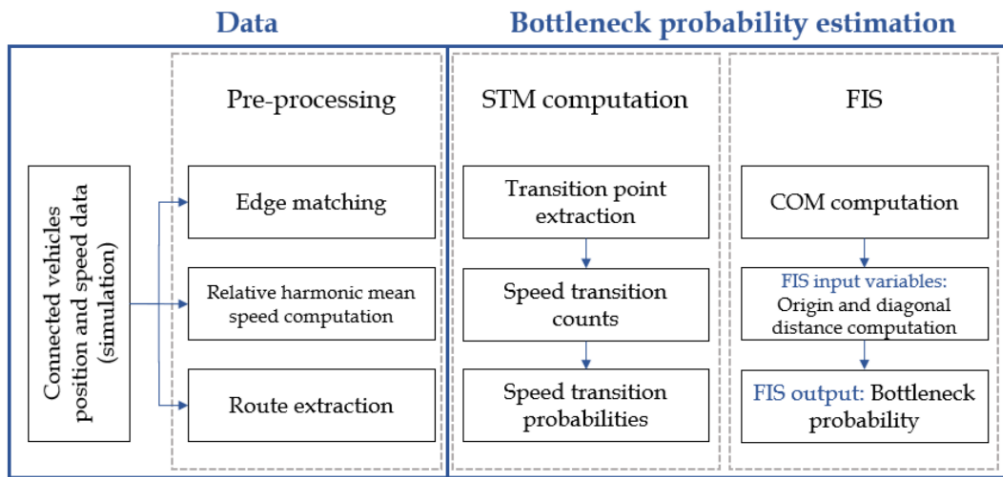 Data
Bottleneck probability estimation
Pre-processing
STM computation
FIS
Connected vehicles
position and speed data
(simulation)
Edge matching
Relative harmonic mean
speed computation
Route extraction
Transition point
extraction
Speed transition
counts
Speed transition
probabilities
COM computation
FIS input variables:
Origin and diagonal
distance computation
FIS output: Bottleneck
probability